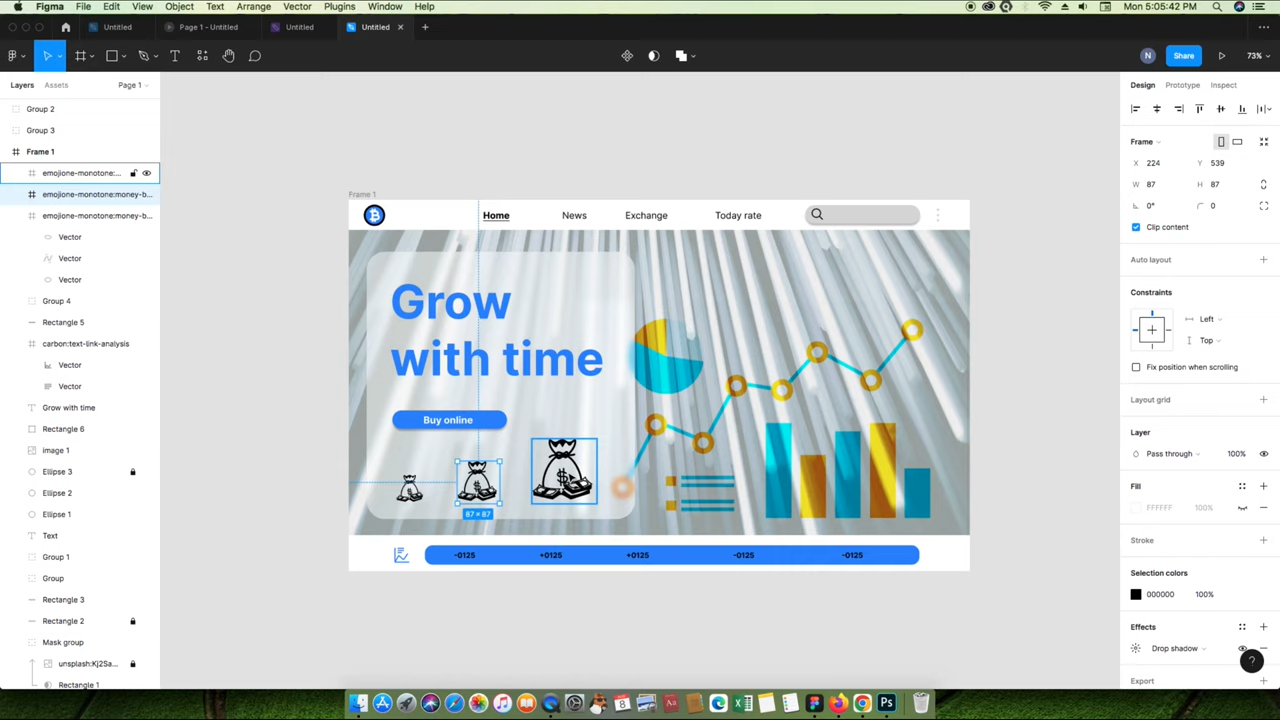 Figma File Edit View Object Text Arrange Vector Plugins Window Help Mon 5:05:42 PM
Untitled Page 1 - Untitled Untitled Untitled
N Share 73%
Layers Assets Page 1
Group 2
Group 3
Frame 1
emojione-monotone:...
emojione-monotone:money-b...
emojione-monotone:money-b...
Vector
Vector
Vector
Group 4
Rectangle 5
carbon:text-link-analysis
Vector
Vector
Grow with time
Rectangle 6
image 1
Ellipse 3
Ellipse 2
Ellipse 1
Text
Group 1
Group
Rectangle 3
Rectangle 2
Mask group
unsplash:Kj2Sa...
Rectangle 1
Frame 1
Home News Exchange Today rate
Grow
with time
Buy online
87 × 87
-0125 +0125 +0125 -0125 -0125
Design Prototype Inspect
Frame
X 224 Y 539
W 87 H 87
0° 0
Clip content
Auto layout
Constraints
Left
Top
Fix position when scrolling
Layout grid
Layer
Pass through 100%
Fill
FFFFFF 100%
Stroke
Selection colors
000000 100%
Effects
Drop shadow
?
Export